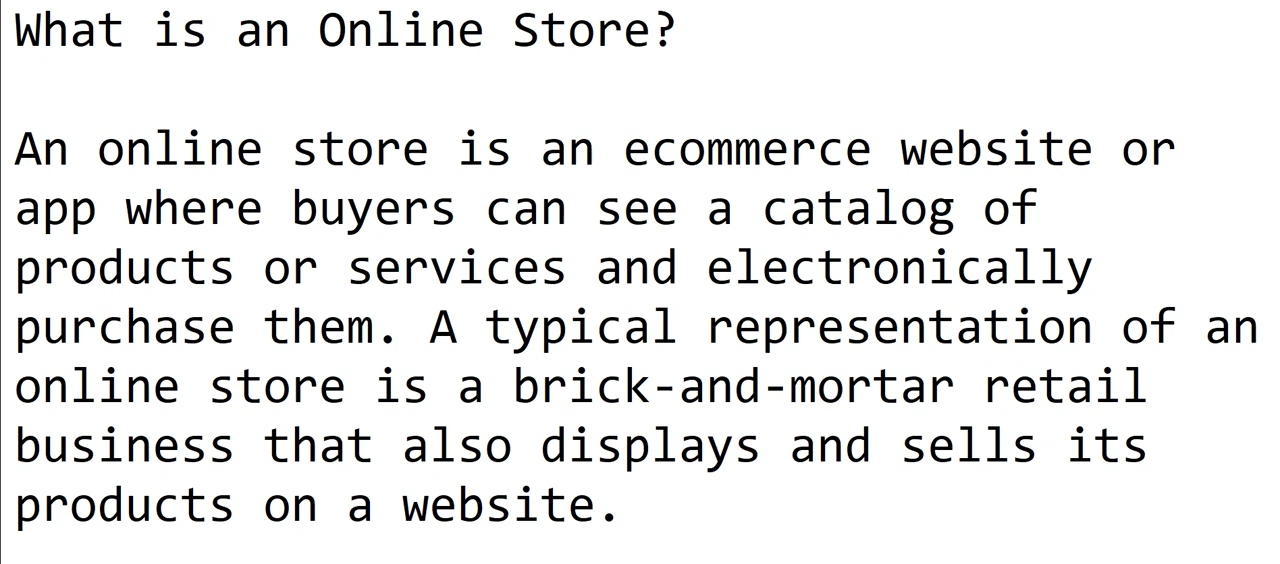 What is an Online Store?
An online store is an ecommerce website or
app where buyers can see a catalog of
products or services and electronically
purchase them. A typical representation of an
online store is a brick-and-mortar retail
business that also displays and sells its
products on a website.